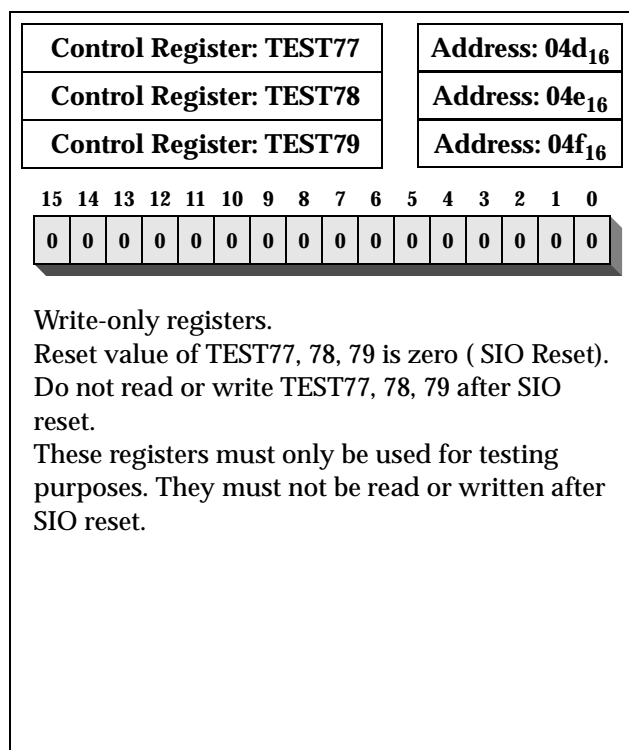 Control Register: TEST77 Address: 04d16
Control Register: TEST78 Address: 04e16
Control Register: TEST79 Address: 04f16
15 14 13 12 11 10 9 8 7 6 5 4 3 2 1 0
0 0 0 0 0 0 0 0 0 0 0 0 0 0 0 0
Write-only registers.
Reset value of TEST77, 78, 79 is zero ( SIO Reset).
Do not read or write TEST77, 78, 79 after SIO
reset.
These registers must only be used for testing
purposes. They must not be read or written after
SIO reset.